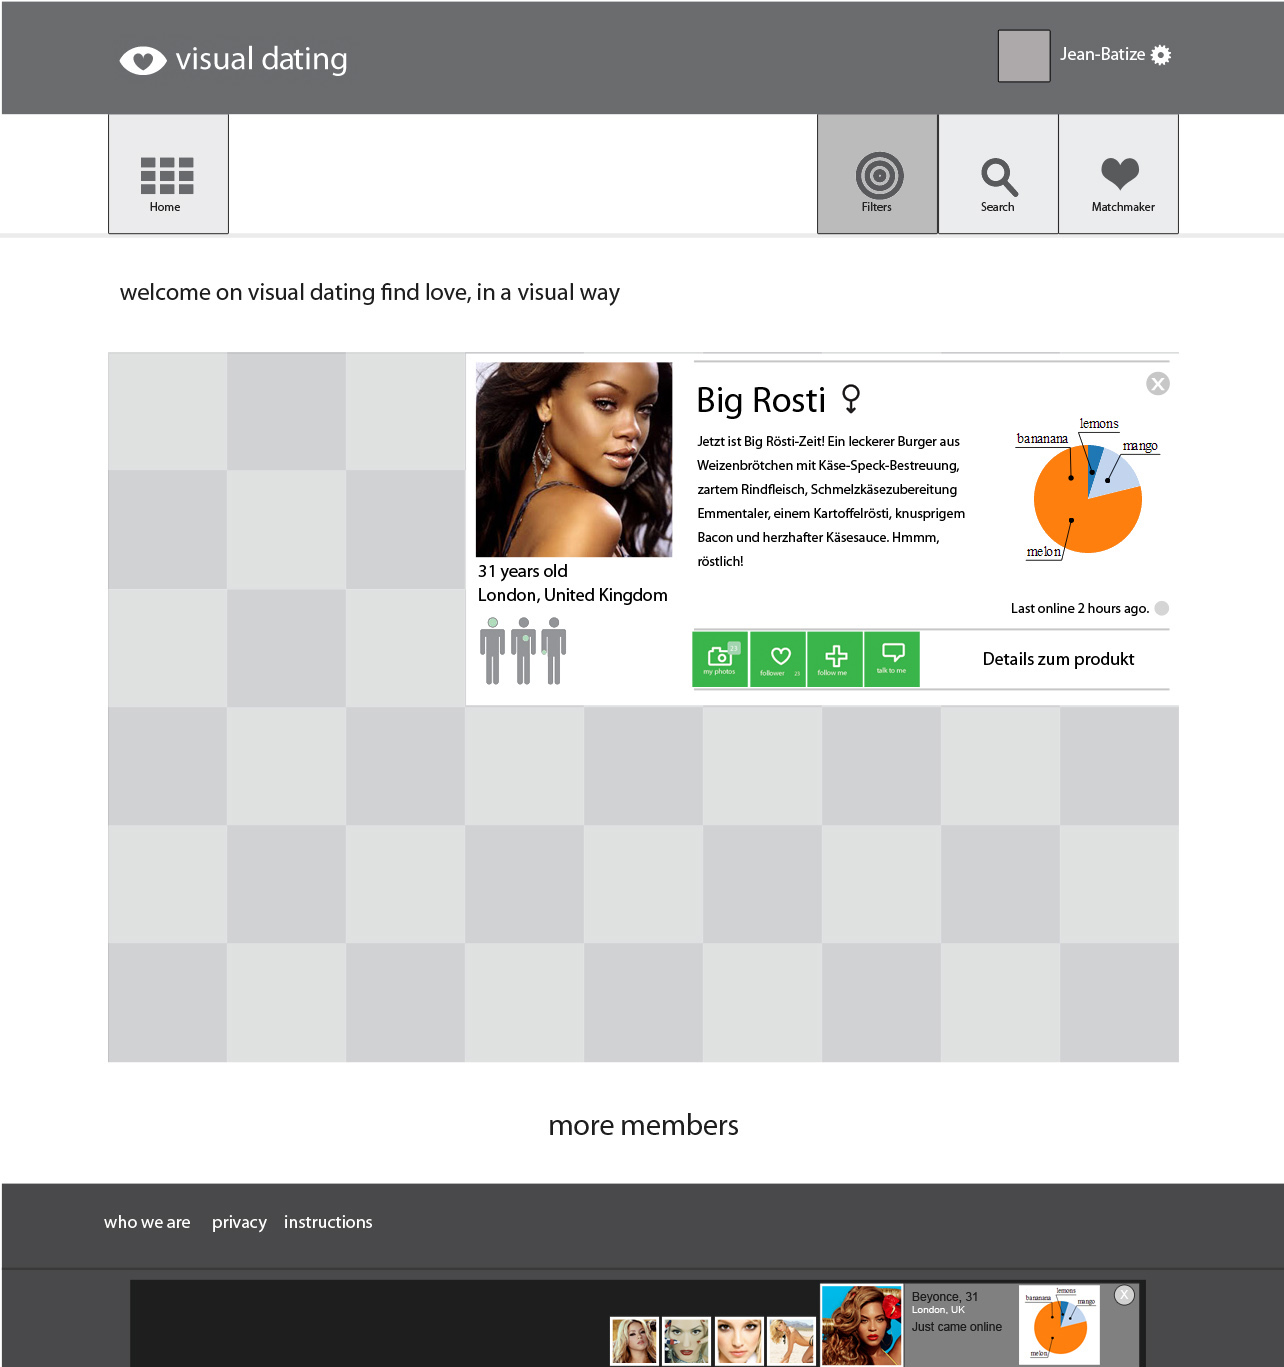 visual dating
Jean-Batize
Home
Filters
Search
Matchmaker
welcome on visual dating find love, in a visual way
Big Rosti
X
Jetzt ist Big Rösti-Zeit! Ein leckerer Burger aus
Weizenbrötchen mit Käse-Speck-Bestreuung,
zartem Rindfleisch, Schmelzkäsezubereitung
Emmentaler, einem Kartoffelrösti, knusprigem
Bacon und herzhafter Käsesauce. Hmmm,
röstlich!
lemons
bananana
mango
melon
31 years old
London, United Kingdom
Last online 2 hours ago.
23
my photos
follower 23
follow me
talk to me
Details zum produkt
more members
who we are privacy instructions
Beyonce, 31
London, UK
Just came online
lemons
bananana
mango
melon
X